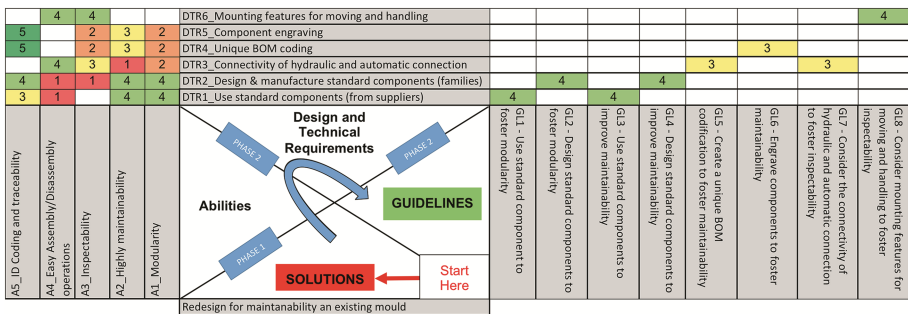 4 4 DTR6_Mounting features for moving and handling 4
5 2 3 2 DTR5_Component engraving
5 2 3 2 DTR4_Unique BOM coding 3
4 3 1 2 DTR3_Connectivity of hydraulic and automatic connection 3 3
4 1 1 4 4 DTR2_Design & manufacture standard components (families) 4 4
3 1 4 4 DTR1_Use standard components (from suppliers) 4 4
A5_ID Coding and traceability
A4_Easy Assembly/Disassembly
operations
A3_Inspectability
A2_Highly maintainability
A1_Modularity
Design and
Technical
Requirements
PHASE 2
PHASE 2
Abilities
GUIDELINES
PHASE 1
SOLUTIONS
Start
Here
Redesign for maintanability an existing mould
GL1 - Use standard component to
foster modularity
GL2 - Design standard components to
foster modularity
GL3 - Use standard components to
improve maintainability
GL4 - Design standard components to
improve maintainability
GL5 - Create a unique BOM
codification to foster maintainability
GL6 - Engrave components to foster
maintainability
GL7 - Consider the connectivity of
hydraulic and automatic connection
to foster inspectability
GL8 - Consider mounting features for
moving and handling to foster
inspectability